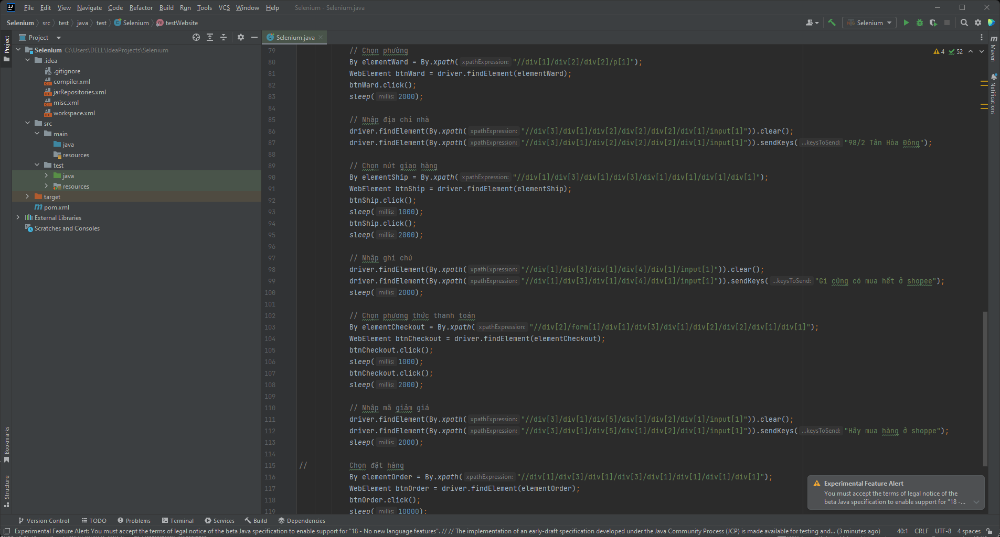 File Edit View Navigate Code Refactor Build Run Tools VCS Window Help Selenium - Selenium.java
Selenium src test java test Selenium testWebsite Selenium
Project
Selenium.java
Selenium C:\Users\DELL\IdeaProjects\Selenium
.idea
.gitignore
compiler.xml
jarRepositories.xml
misc.xml
workspace.xml
src
main
java
resources
test
java
resources
target
pom.xml
External Libraries
Scratches and Consoles
Project
Bookmarks
Structure
4 52
Maven
Notifications
79 // Chọn phường
80 By elementWard = By.xpath( xpathExpression: "//div[1]/div[2]/div[2]/p[1]");
81 WebElement btnWard = driver.findElement(elementWard);
82 btnWard.click();
83 sleep( millis: 2000);
84
85 // Nhập địa chỉ nhà
86 driver.findElement(By.xpath( xpathExpression: "//div[3]/div[1]/div[2]/div[2]/div[2]/div[1]/input[1]")).clear();
87 driver.findElement(By.xpath( xpathExpression: "//div[3]/div[1]/div[2]/div[2]/div[2]/div[1]/input[1]")).sendKeys( ...keysToSend: "98/2 Tân Hòa Đông");
88
89 // Chọn nút giao hàng
90 By elementShip = By.xpath( xpathExpression: "//div[1]/div[3]/div[1]/div[3]/div[1]/div[1]/div[1]/div[1]");
91 WebElement btnShip = driver.findElement(elementShip);
92 btnShip.click();
93 sleep( millis: 1000);
94 btnShip.click();
95 sleep( millis: 2000);
96
97 // Nhập ghi chú
98 driver.findElement(By.xpath( xpathExpression: "//div[1]/div[3]/div[1]/div[4]/div[1]/input[1]")).clear();
99 driver.findElement(By.xpath( xpathExpression: "//div[1]/div[3]/div[1]/div[4]/div[1]/input[1]")).sendKeys( ...keysToSend: "Gì cũng có mua hết ở shopee");
100 sleep( millis: 2000);
101
102 // Chọn phương thức thanh toán
103 By elementCheckout = By.xpath( xpathExpression: "//div[2]/form[1]/div[1]/div[3]/div[1]/div[2]/div[2]/div[1]/div[1]");
104 WebElement btnCheckout = driver.findElement(elementCheckout);
105 btnCheckout.click();
106 sleep( millis: 1000);
107 btnCheckout.click();
108 sleep( millis: 2000);
109
110 // Nhập mã giảm giá
111 driver.findElement(By.xpath( xpathExpression: "//div[3]/div[1]/div[5]/div[1]/div[2]/div[1]/input[1]")).clear();
112 driver.findElement(By.xpath( xpathExpression: "//div[3]/div[1]/div[5]/div[1]/div[2]/div[1]/input[1]")).sendKeys( ...keysToSend: "Hãy mua hàng ở shoppe");
113 sleep( millis: 2000);
114
115 // Chọn đặt hàng
116 By elementOrder = By.xpath( xpathExpression: "//div[1]/div[3]/div[1]/div[3]/div[1]/div[1]/div[1]/div[1]");
117 WebElement btnOrder = driver.findElement(elementOrder);
118 btnOrder.click();
119 sleep( millis: 10000);
Experimental Feature Alert
You must accept the terms of legal notice of the
beta Java specification to enable support for "18 -...
Version Control TODO Problems Terminal Services Build Dependencies
Experimental Feature Alert: You must accept the terms of legal notice of the beta Java specification to enable support for "18 - No new language features". // // The implementation of an early-draft specification developed under the Java Community Process (JCP) is made available for testing and... (3 minutes ago) 40:1 CRLF UTF-8 4 spaces